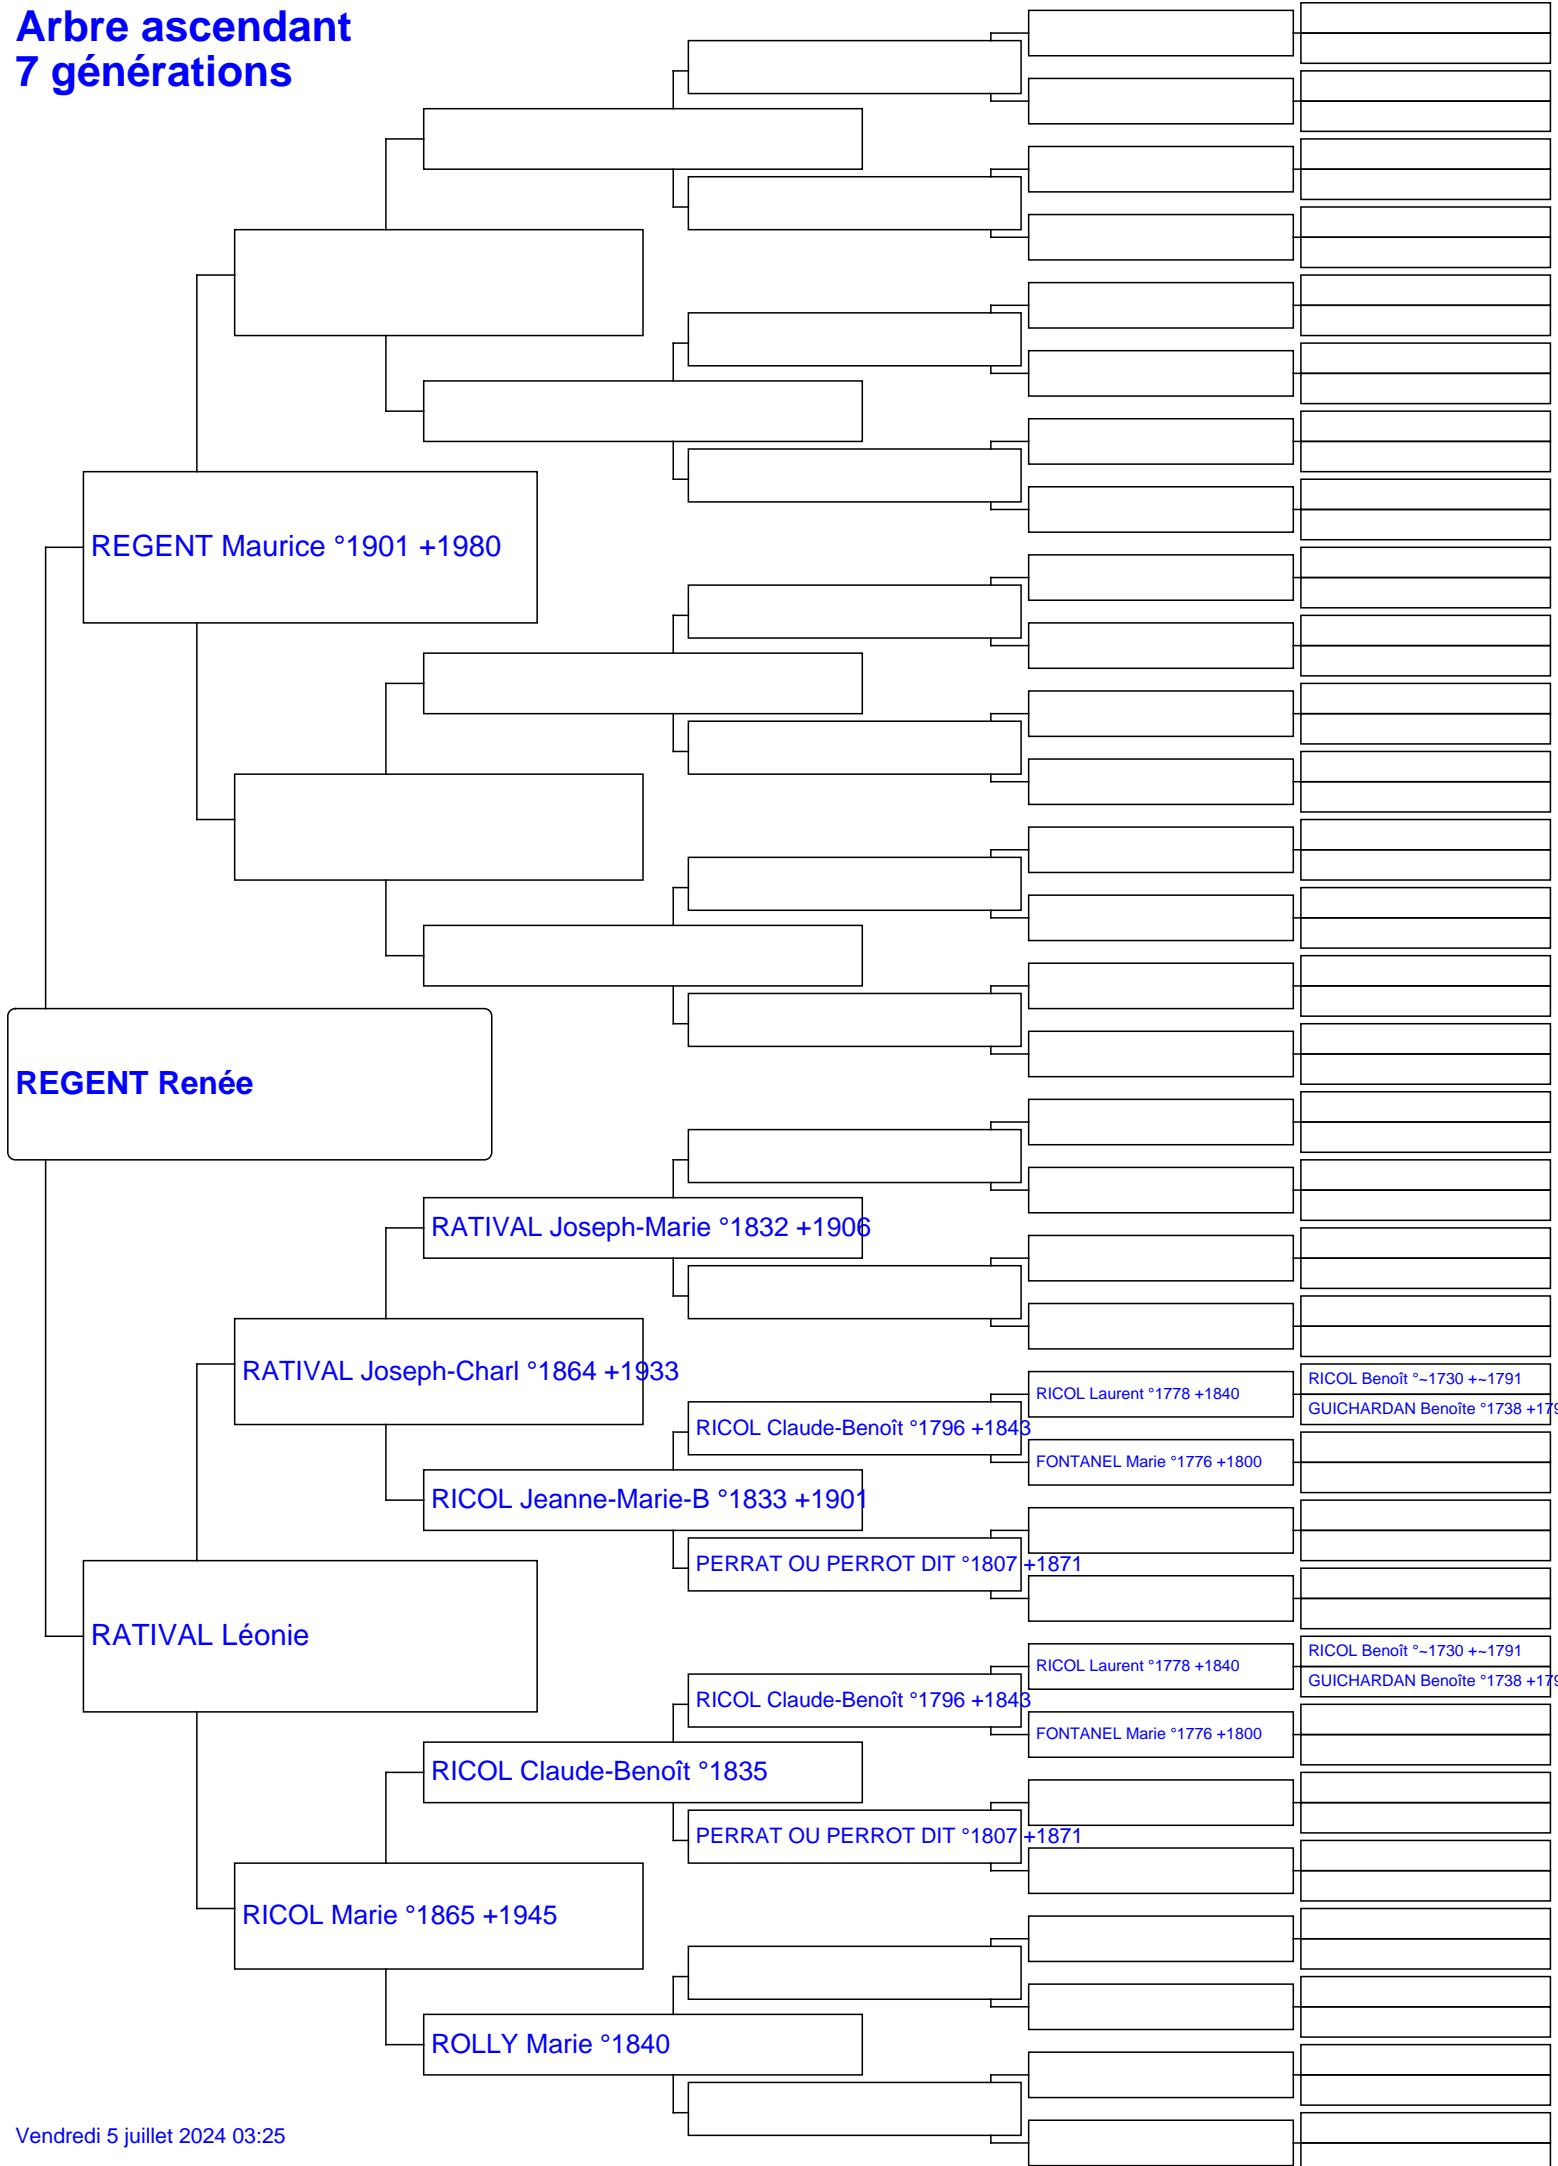 Arbre ascendant
7 générations
REGENT Maurice °1901 +1980
REGENT Renée
RATIVAL Joseph-Marie °1832 +1906
RATIVAL Joseph-Charl °1864 +1933
RICOL Laurent °1778 +1840
RICOL Benoît °~1730 +~1791
GUICHARDAN Benoîte °1738 +179
RICOL Claude-Benoît °1796 +1843
FONTANEL Marie °1776 +1800
RICOL Jeanne-Marie-B °1833 +1901
PERRAT OU PERROT DIT °1807 +1871
RATIVAL Léonie
RICOL Laurent °1778 +1840
RICOL Benoît °~1730 +~1791
GUICHARDAN Benoîte °1738 +179
RICOL Claude-Benoît °1796 +1843
FONTANEL Marie °1776 +1800
RICOL Claude-Benoît °1835
PERRAT OU PERROT DIT °1807 +1871
RICOL Marie °1865 +1945
ROLLY Marie °1840
Vendredi 5 juillet 2024 03:25